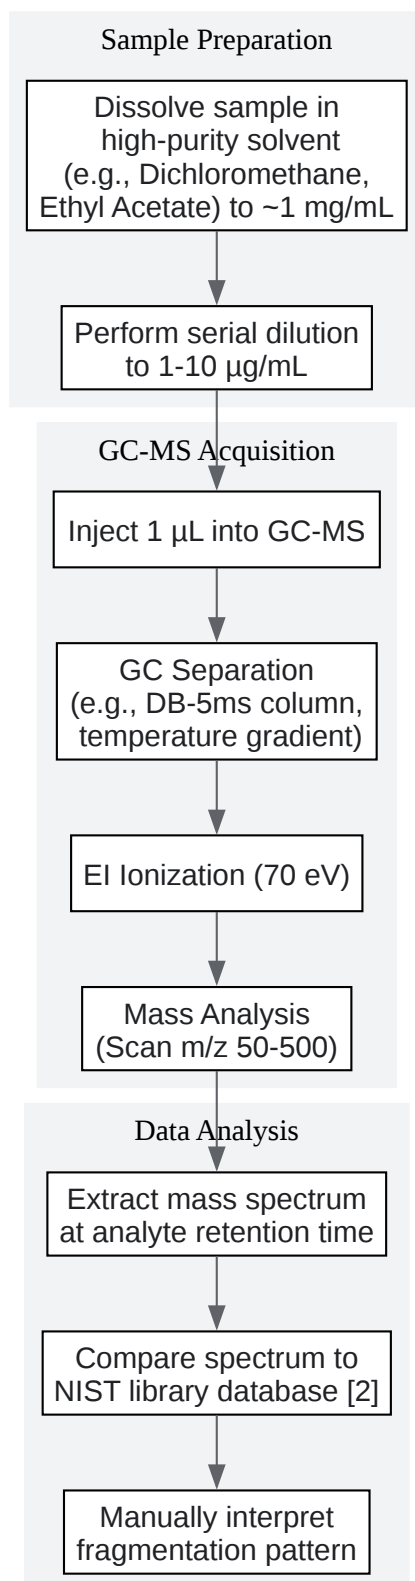 Sample Preparation
Dissolve sample in
high-purity solvent
(e.g., Dichloromethane,
Ethyl Acetate) to ~1 mg/mL
Perform serial dilution
to 1-10 µg/mL
GC-MS Acquisition
Inject 1 µL into GC-MS
GC Separation
(e.g., DB-5ms column,
temperature gradient)
EI Ionization (70 eV)
Mass Analysis
(Scan m/z 50-500)
Data Analysis
Extract mass spectrum
at analyte retention time
Compare spectrum to
NIST library database [2]
Manually interpret
fragmentation pattern